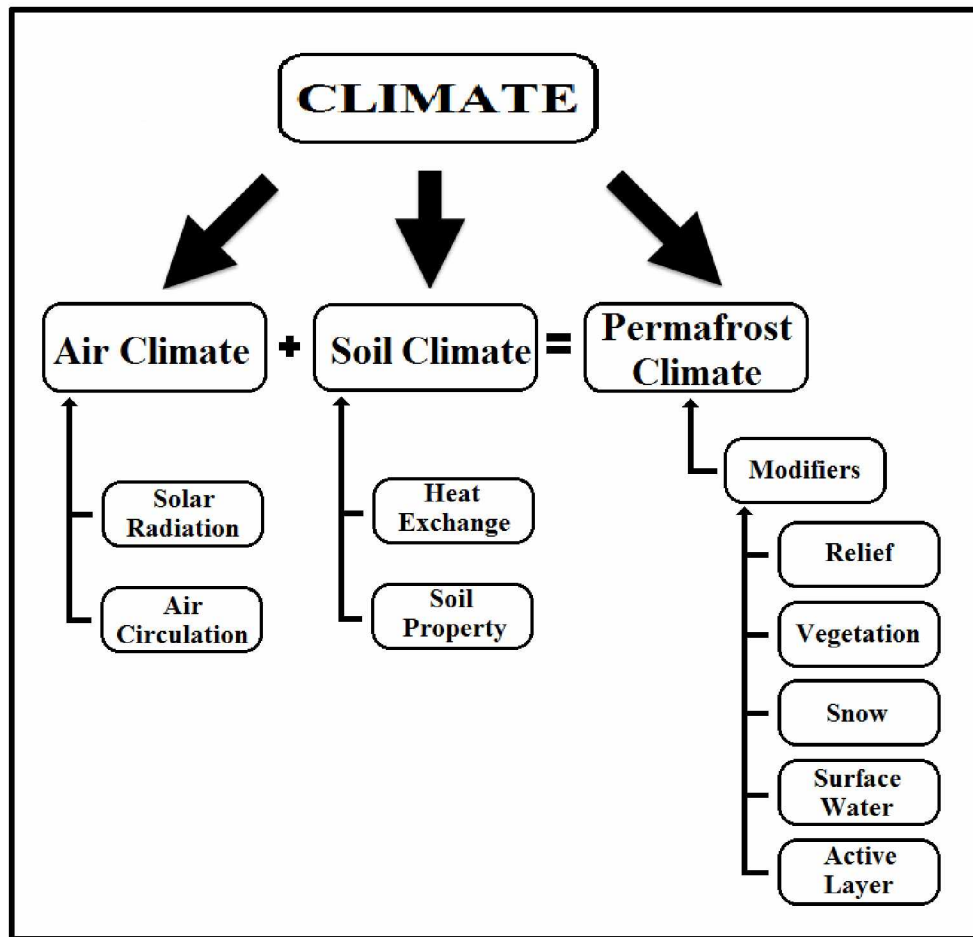 CLIMATE
Air Climate + Soil Climate = Permafrost
Climate
Solar
Radiation
Air
Circulation
Heat
Exchange
Soil
Property
Modifiers
Relief
Vegetation
Snow
Surface
Water
Active
Layer